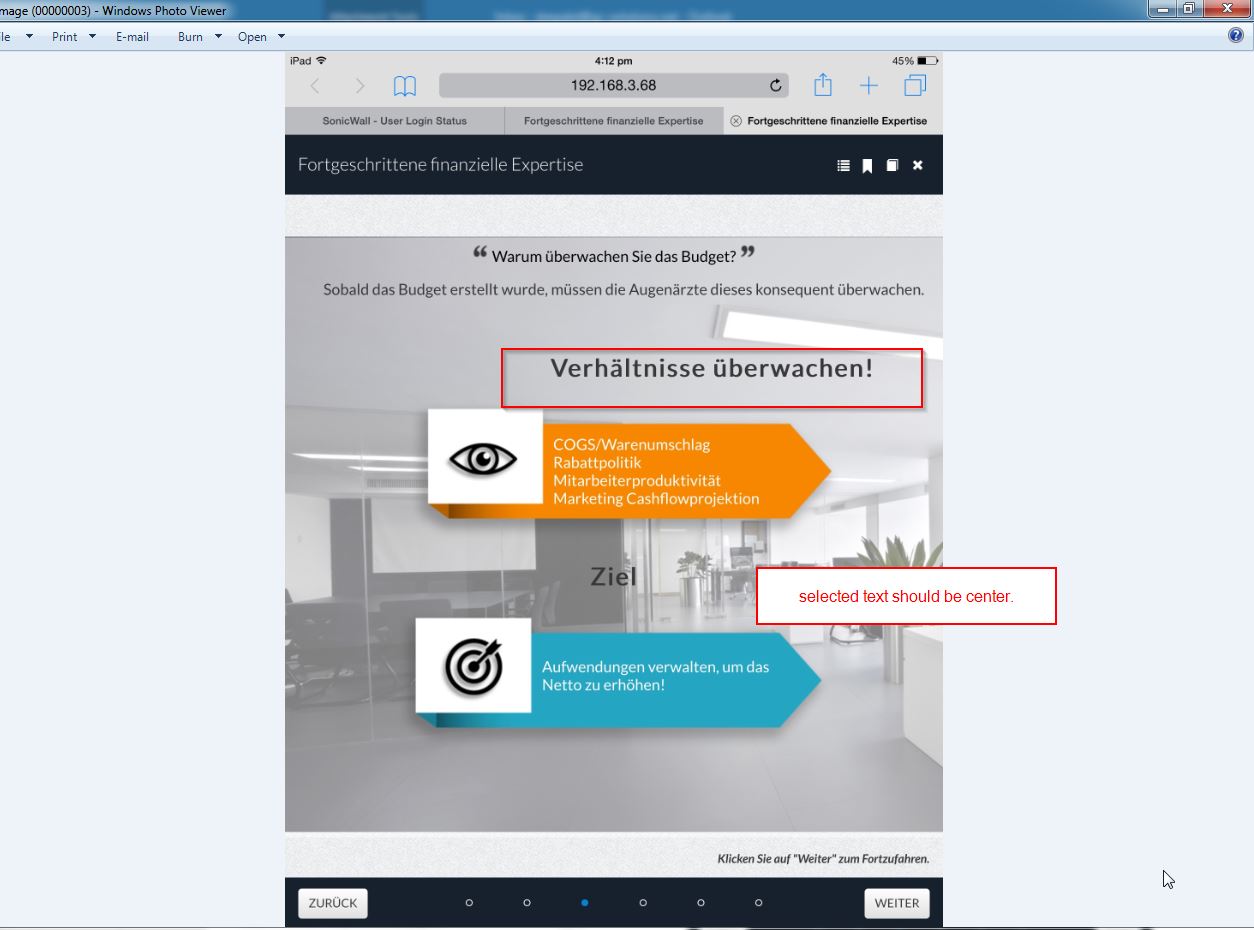 mage (00000003) - Windows Photo Viewer
le Print E-mail Burn Open
iPad 4:12 pm 45%
192.168.3.68
SonicWall - User Login Status Fortgeschrittene finanzielle Expertise Fortgeschrittene finanzielle Expertise
Fortgeschrittene finanzielle Expertise
“ Warum überwachen Sie das Budget? ”
Sobald das Budget erstellt wurde, müssen die Augenärzte dieses konsequent überwachen.
Verhältnisse überwachen!
COGS/Warenumschlag
Rabattpolitik
Mitarbeiterproduktivität
Marketing Cashflowprojektion
Ziel
selected text should be center.
Aufwendungen verwalten, um das
Netto zu erhöhen!
Klicken Sie auf "Weiter" zum Fortzufahren.
ZURÜCK WEITER